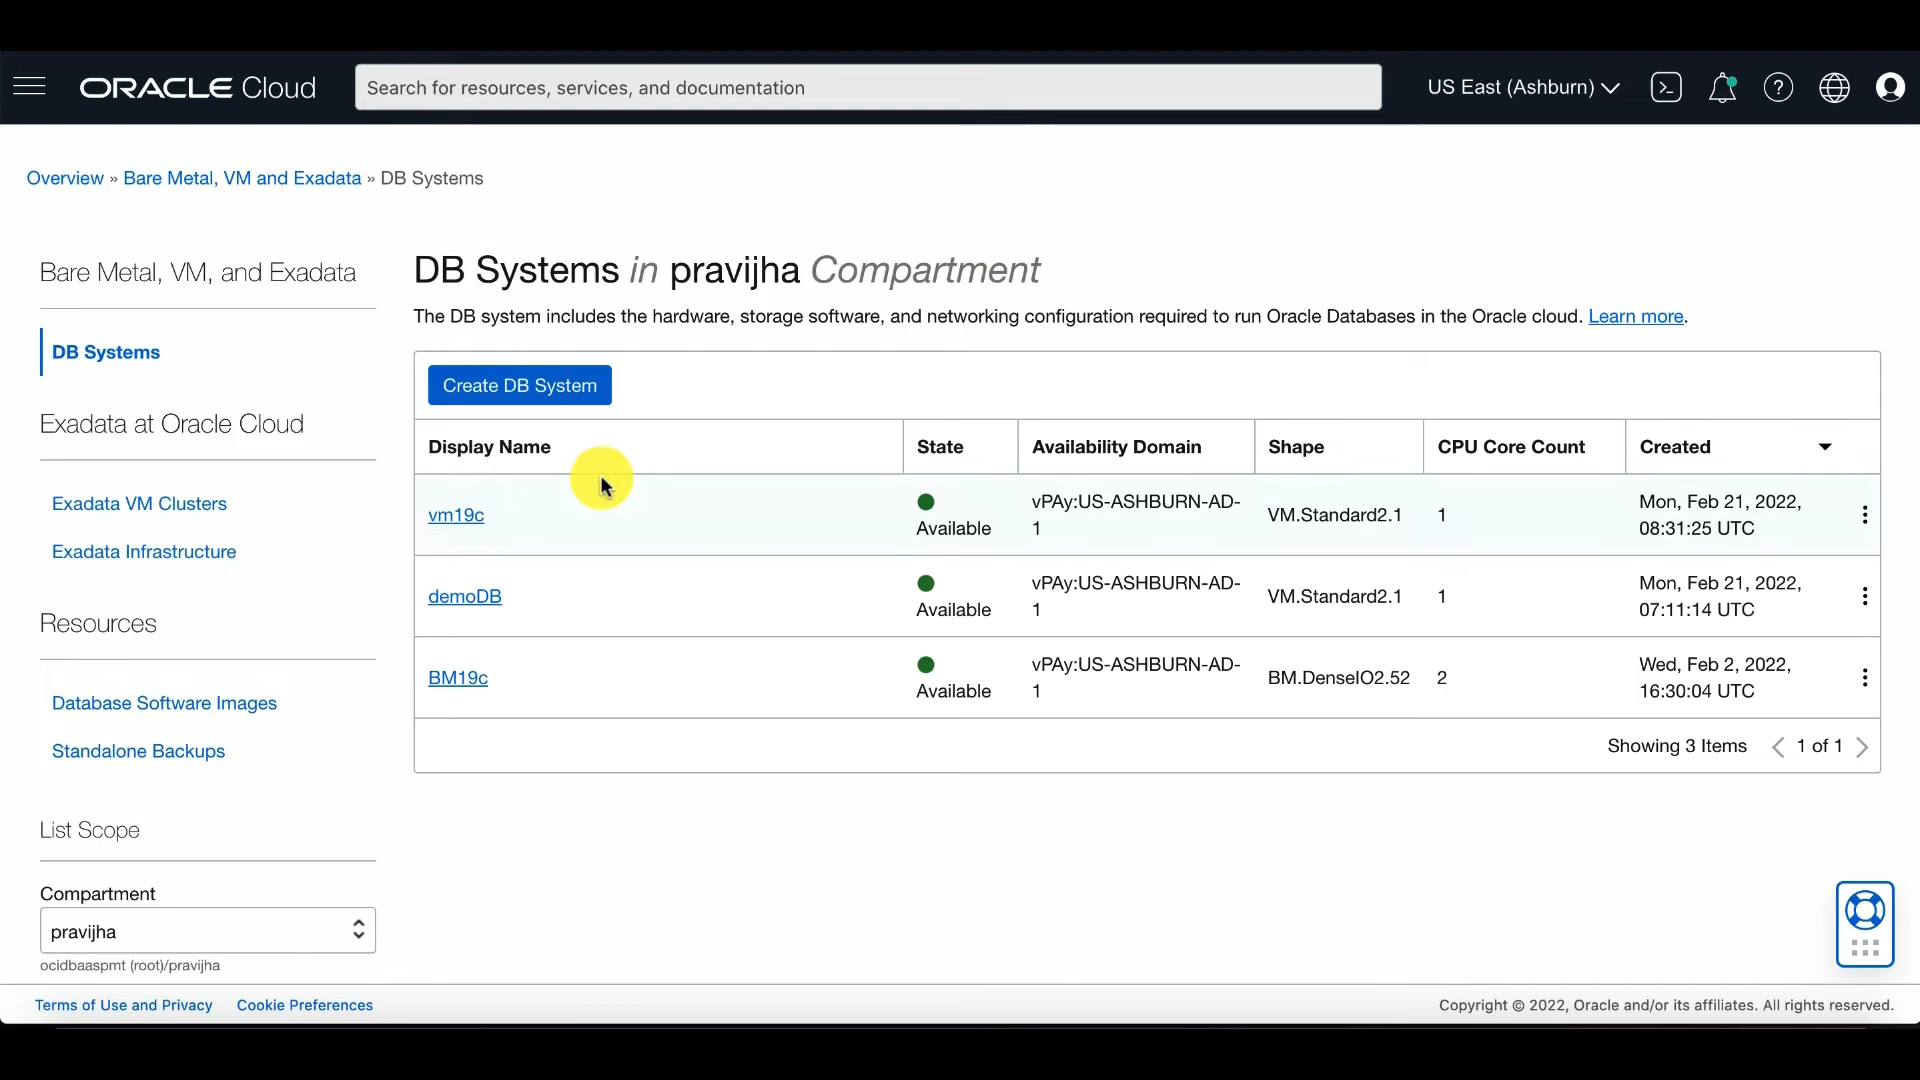 ORACLE Cloud
Search for resources, services, and documentation
US East (Ashburn)
Overview » Bare Metal, VM and Exadata » DB Systems
Bare Metal, VM, and Exadata
DB Systems
Exadata at Oracle Cloud
Exadata VM Clusters
Exadata Infrastructure
Resources
Database Software Images
Standalone Backups
List Scope
Compartment
pravijha
ocidbaaspmt (root)/pravijha
DB Systems in pravijha Compartment
The DB system includes the hardware, storage software, and networking configuration required to run Oracle Databases in the Oracle cloud. Learn more.
Create DB System
Display Name State Availability Domain Shape CPU Core Count Created
vm19c Available vPAy:US-ASHBURN-AD-1 VM.Standard2.1 1 Mon, Feb 21, 2022, 08:31:25 UTC
demoDB Available vPAy:US-ASHBURN-AD-1 VM.Standard2.1 1 Mon, Feb 21, 2022, 07:11:14 UTC
BM19c Available vPAy:US-ASHBURN-AD-1 BM.DenseIO2.52 2 Wed, Feb 2, 2022, 16:30:04 UTC
Showing 3 Items 1 of 1
Terms of Use and Privacy Cookie Preferences
Copyright © 2022, Oracle and/or its affiliates. All rights reserved.